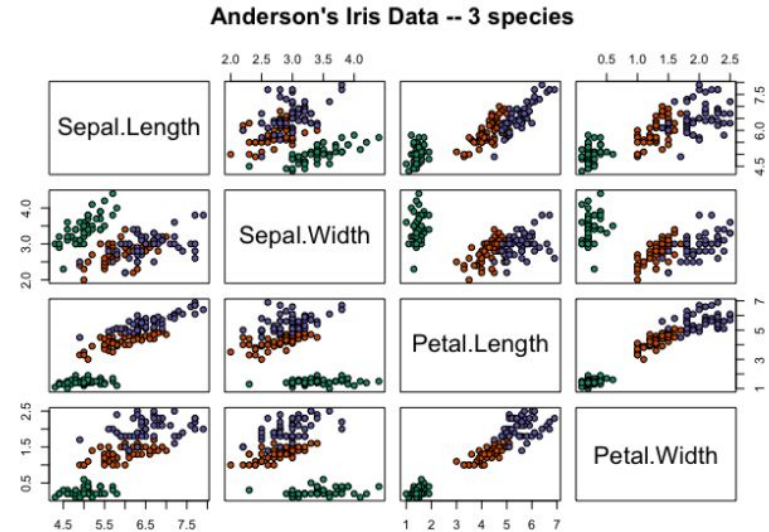 Anderson's Iris Data -- 3 species
2.0 2.5 3.0 3.5 4.0
0.5 1.0 1.5 2.0 2.5
Sepal.Length
4.5 6.0 7.5
2.0 3.0 4.0
Sepal.Width
Petal.Length
1 3 5 7
0.5 1.5 2.5
Petal.Width
4.5 5.5 6.5 7.5
1 2 3 4 5 6 7